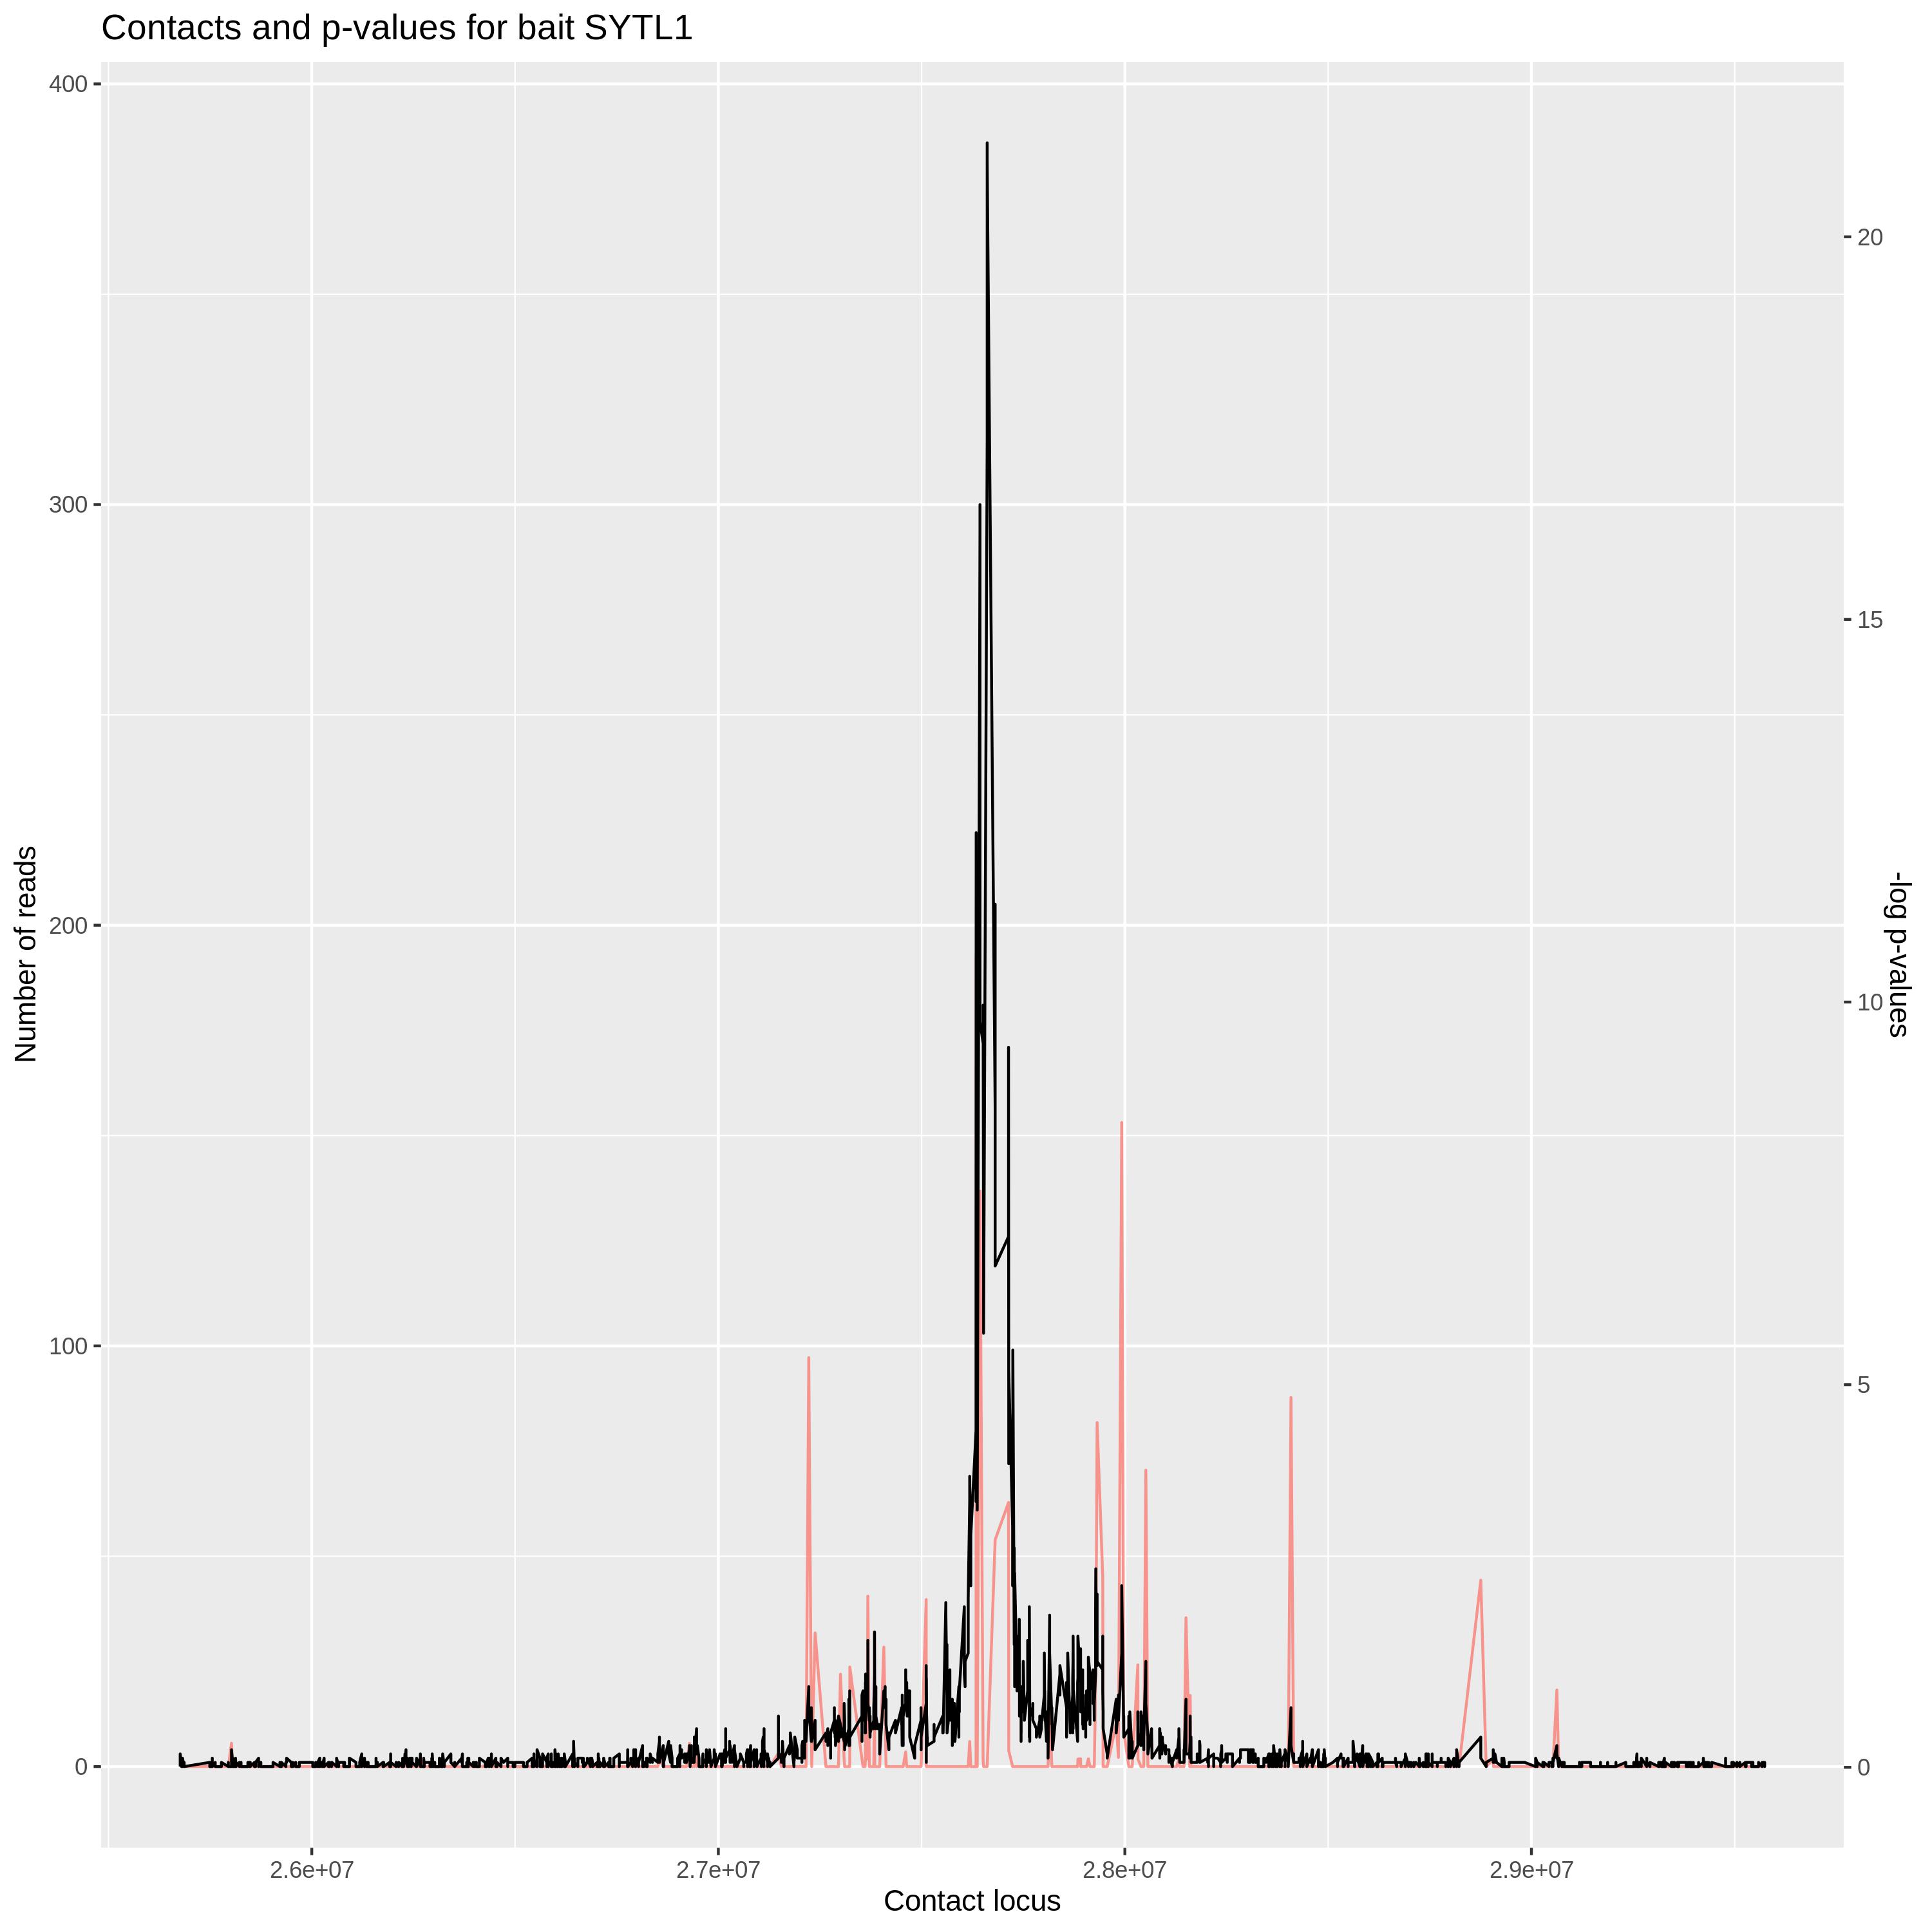 Contacts and p-values for bait SYTL1
400
300
200
100
0
Number of reads
20
15
10
5
0
-log p-values
2.6e+07
2.7e+07
2.8e+07
2.9e+07
Contact locus